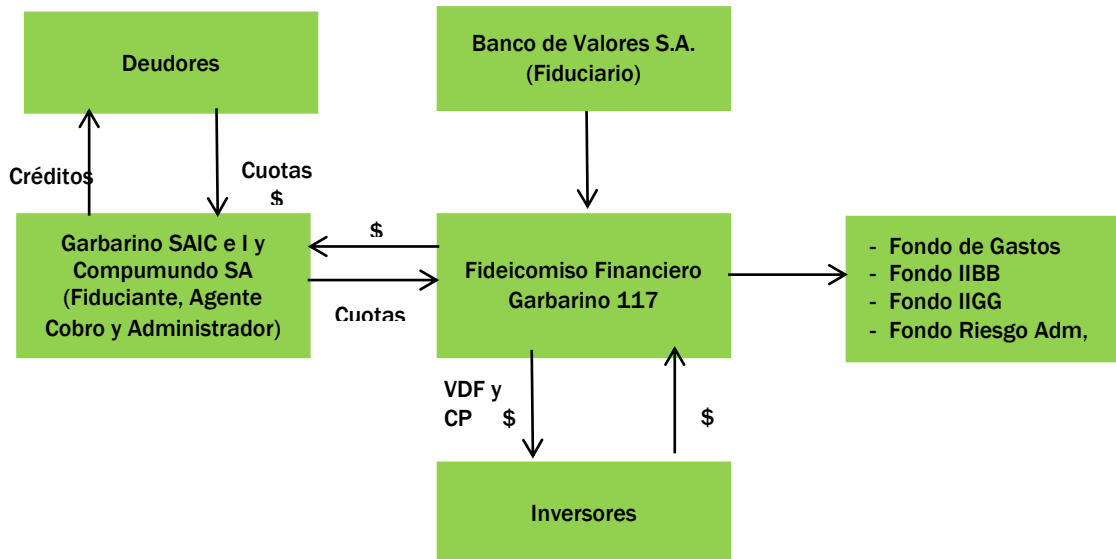 Deudores
Banco de Valores S.A.
(Fiduciario)
Créditos
Cuotas
$
Garbarino SAIC e I y
Compumundo SA
(Fiduciante, Agente
Cobro y Administrador)
$
Cuotas
Fideicomiso Financiero
Garbarino 117
- Fondo de Gastos
- Fondo IIBB
- Fondo IIGG
- Fondo Riesgo Adm,
VDF y
CP $
$
Inversores